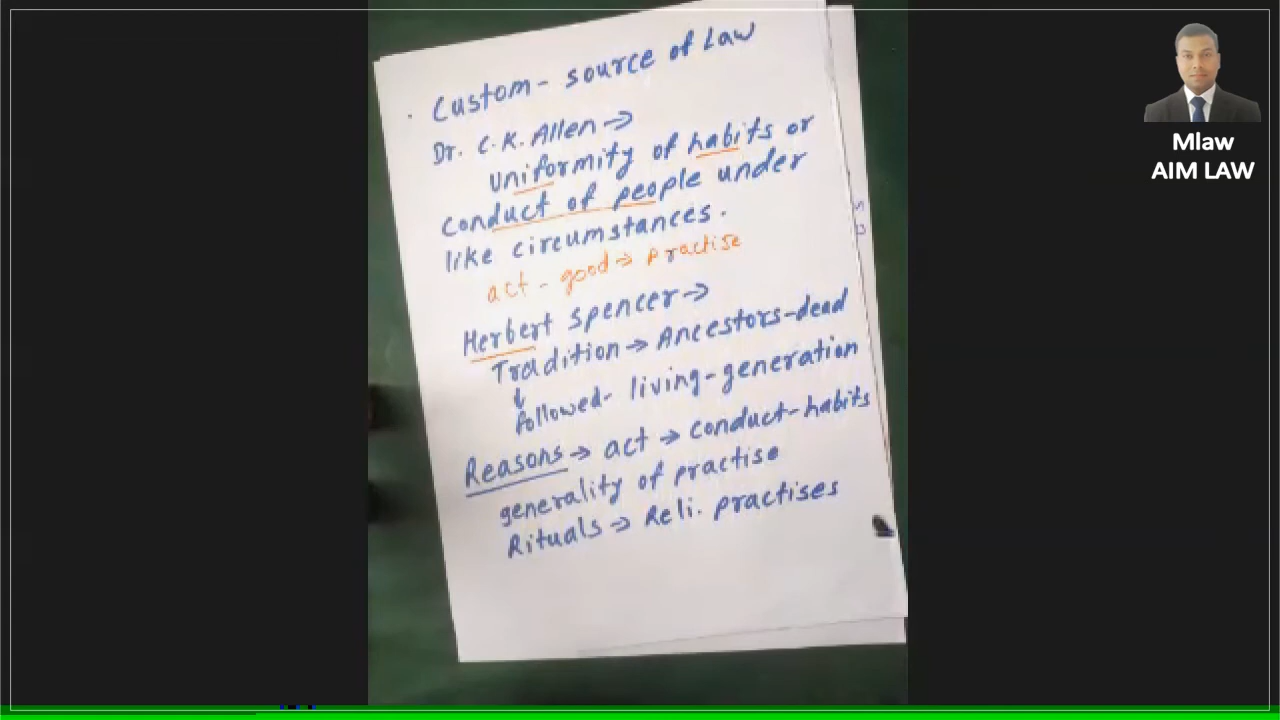 Custom - source of Law
Dr. C.K. Allen →
uniformity of habits or
conduct of people under
like circumstances.
act - good → practise
Herbert spencer →
Tradition → Ancestors-dead
↓
followed- living-generation
Reasons → act → conduct-habits
generality of practise
Rituals → Reli. practises
Mlaw
AIM LAW